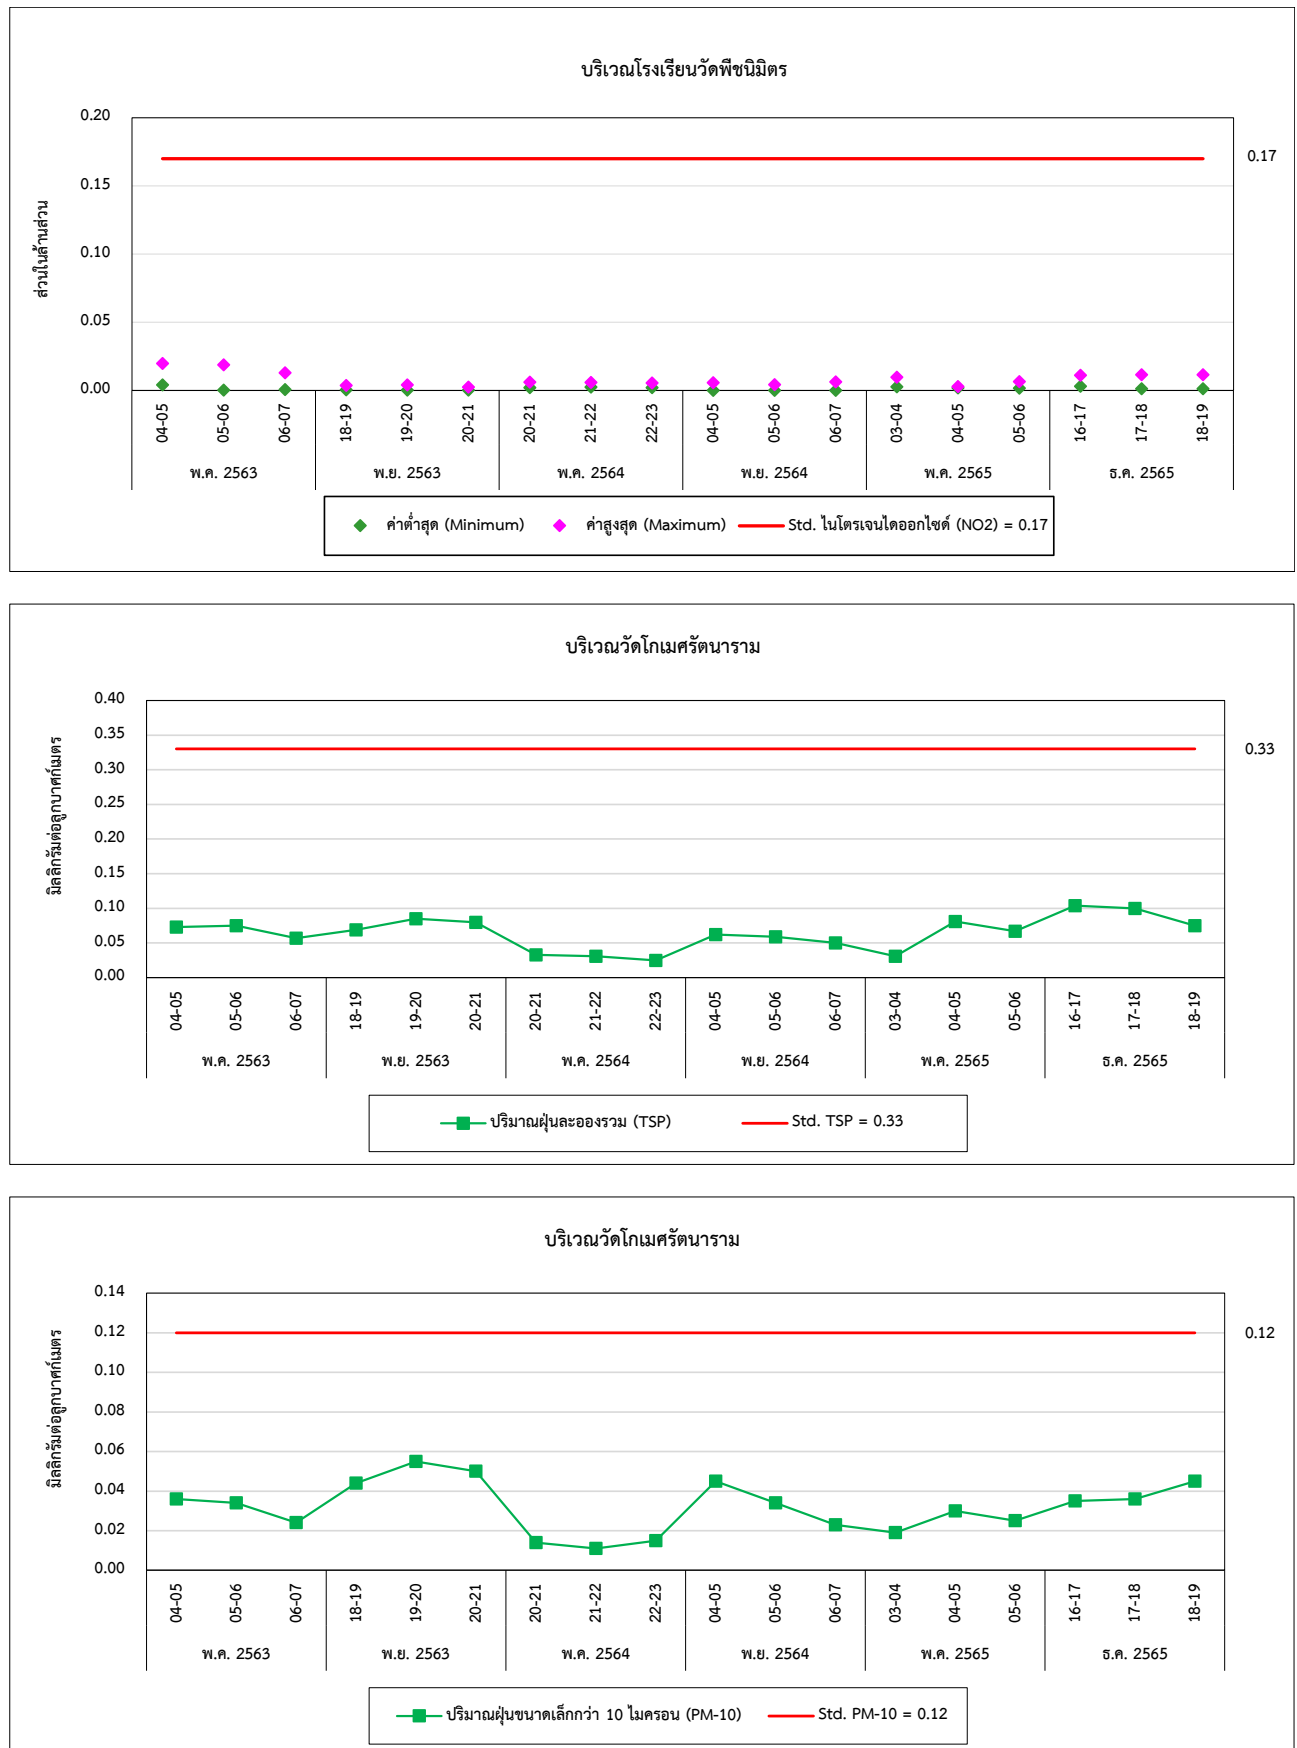 บริเวณโรงเรียนวัดพืชนิมิตร
ส่วนในล้านส่วน
0.20
0.15
0.10
0.05
0.00
0.17
04-05 05-06 06-07 18-19 19-20 20-21 20-21 21-22 22-23 04-05 05-06 06-07 03-04 04-05 05-06 16-17 17-18 18-19
พ.ค. 2563 พ.ย. 2563 พ.ค. 2564 พ.ย. 2564 พ.ค. 2565 ธ.ค. 2565
ค่าต่ำสุด (Minimum) ค่าสูงสุด (Maximum) Std. ไนโตรเจนไดออกไซด์ (NO2) = 0.17
บริเวณวัดโกเมศรัตนาราม
มิลลิกรัมต่อลูกบาศก์เมตร
0.40
0.35
0.30
0.25
0.20
0.15
0.10
0.05
0.00
0.33
04-05 05-06 06-07 18-19 19-20 20-21 20-21 21-22 22-23 04-05 05-06 06-07 03-04 04-05 05-06 16-17 17-18 18-19
พ.ค. 2563 พ.ย. 2563 พ.ค. 2564 พ.ย. 2564 พ.ค. 2565 ธ.ค. 2565
ปริมาณฝุ่นละอองรวม (TSP) Std. TSP = 0.33
บริเวณวัดโกเมศรัตนาราม
มิลลิกรัมต่อลูกบาศก์เมตร
0.14
0.12
0.10
0.08
0.06
0.04
0.02
0.00
0.12
04-05 05-06 06-07 18-19 19-20 20-21 20-21 21-22 22-23 04-05 05-06 06-07 03-04 04-05 05-06 16-17 17-18 18-19
พ.ค. 2563 พ.ย. 2563 พ.ค. 2564 พ.ย. 2564 พ.ค. 2565 ธ.ค. 2565
ปริมาณฝุ่นขนาดเล็กกว่า 10 ไมครอน (PM-10) Std. PM-10 = 0.12